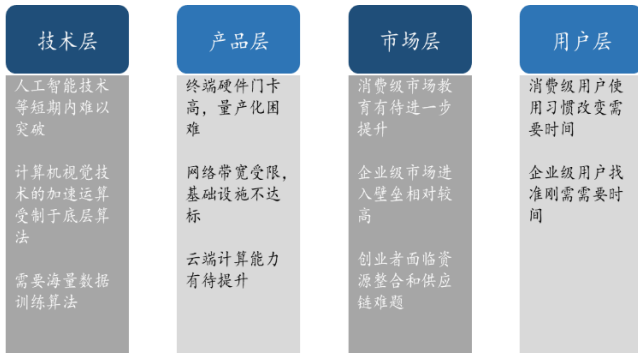 技术层
人工智能技术
等短期内难以
突破
计算机视觉技
术的加速运算
受制于底层算
法
需要海量数据
训练算法
产品层
终端硬件门卡
高，量产化困
难
网络带宽受限，
基础设施不达
标
云端计算能力
有待提升
市场层
消费级市场教
育有待进一步
提升
企业级市场进
入壁垒相对较
高
创业者面临资
源整合和供应
链难题
用户层
消费级用户使
用习惯改变需
要时间
企业级用户找
准刚需需要时
间